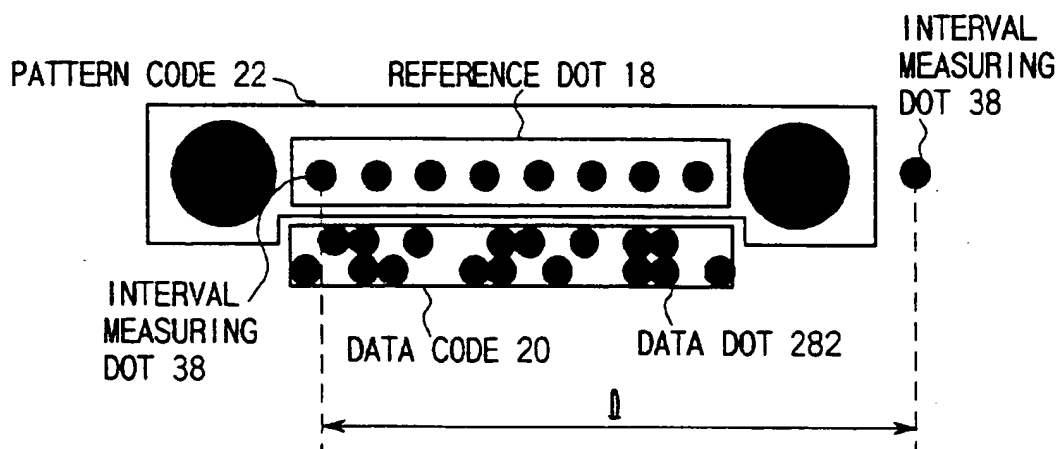 INTERVAL
MEASURING
DOT 38
PATTERN CODE 22
REFERENCE DOT 18
INTERVAL
MEASURING
DOT 38
DATA CODE 20
DATA DOT 282